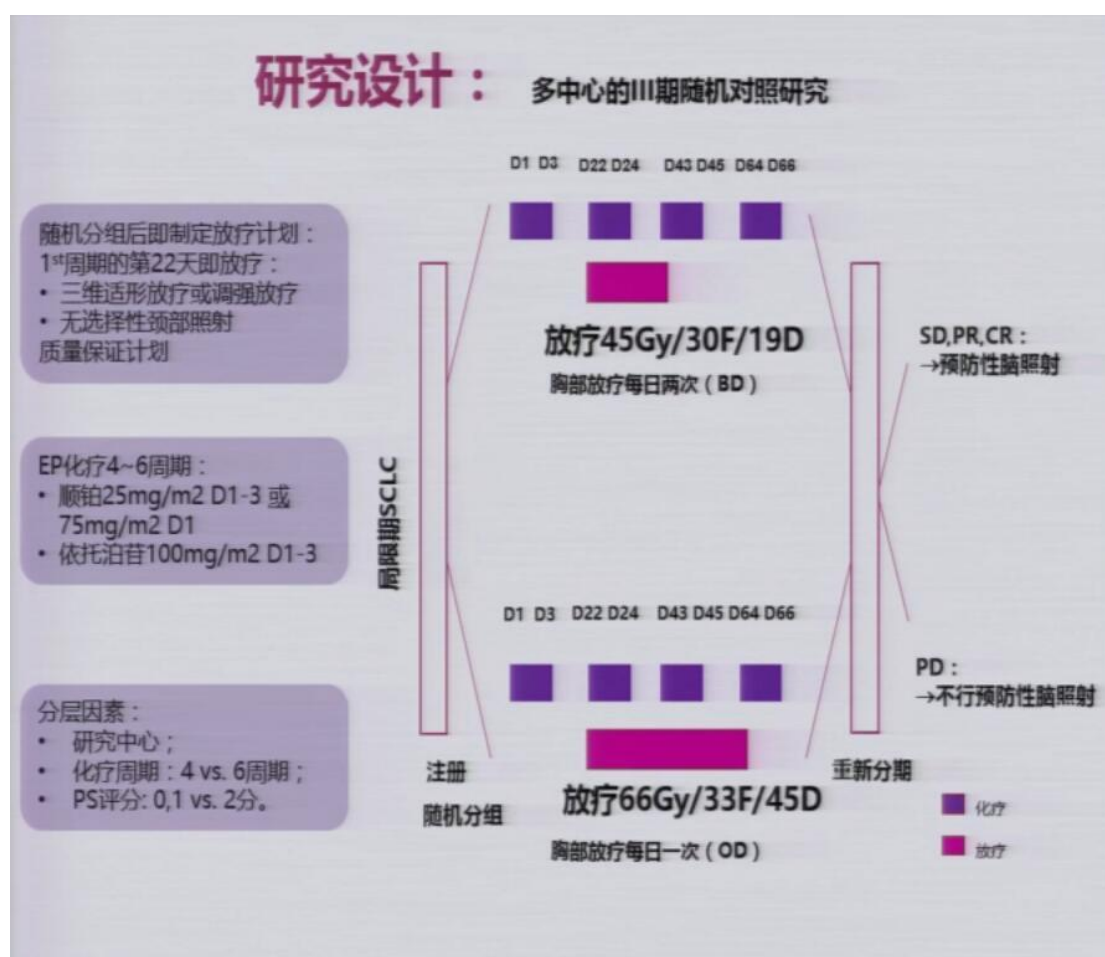 研究设计：
多中心的III期随机对照研究
D1 D3 D22 D24 D43 D45 D64 D66
随机分组后即制定放疗计划：
1st周期的第22天即放疗：
• 三维适形放疗或调强放疗
• 无选择性颈部照射
质量保证计划
放疗45Gy/30F/19D
胸部放疗每日两次（BD）
SD,PR,CR：
→预防性脑照射
EP化疗4~6周期：
• 顺铂25mg/m2 D1-3 或
75mg/m2 D1
• 依托泊苷100mg/m2 D1-3
局限期SCLC
D1 D3 D22 D24 D43 D45 D64 D66
PD：
→不行预防性脑照射
分层因素：
• 研究中心；
• 化疗周期：4 vs. 6周期；
• PS评分: 0,1 vs. 2分。
注册
随机分组
放疗66Gy/33F/45D
胸部放疗每日一次（OD）
重新分期
化疗
放疗